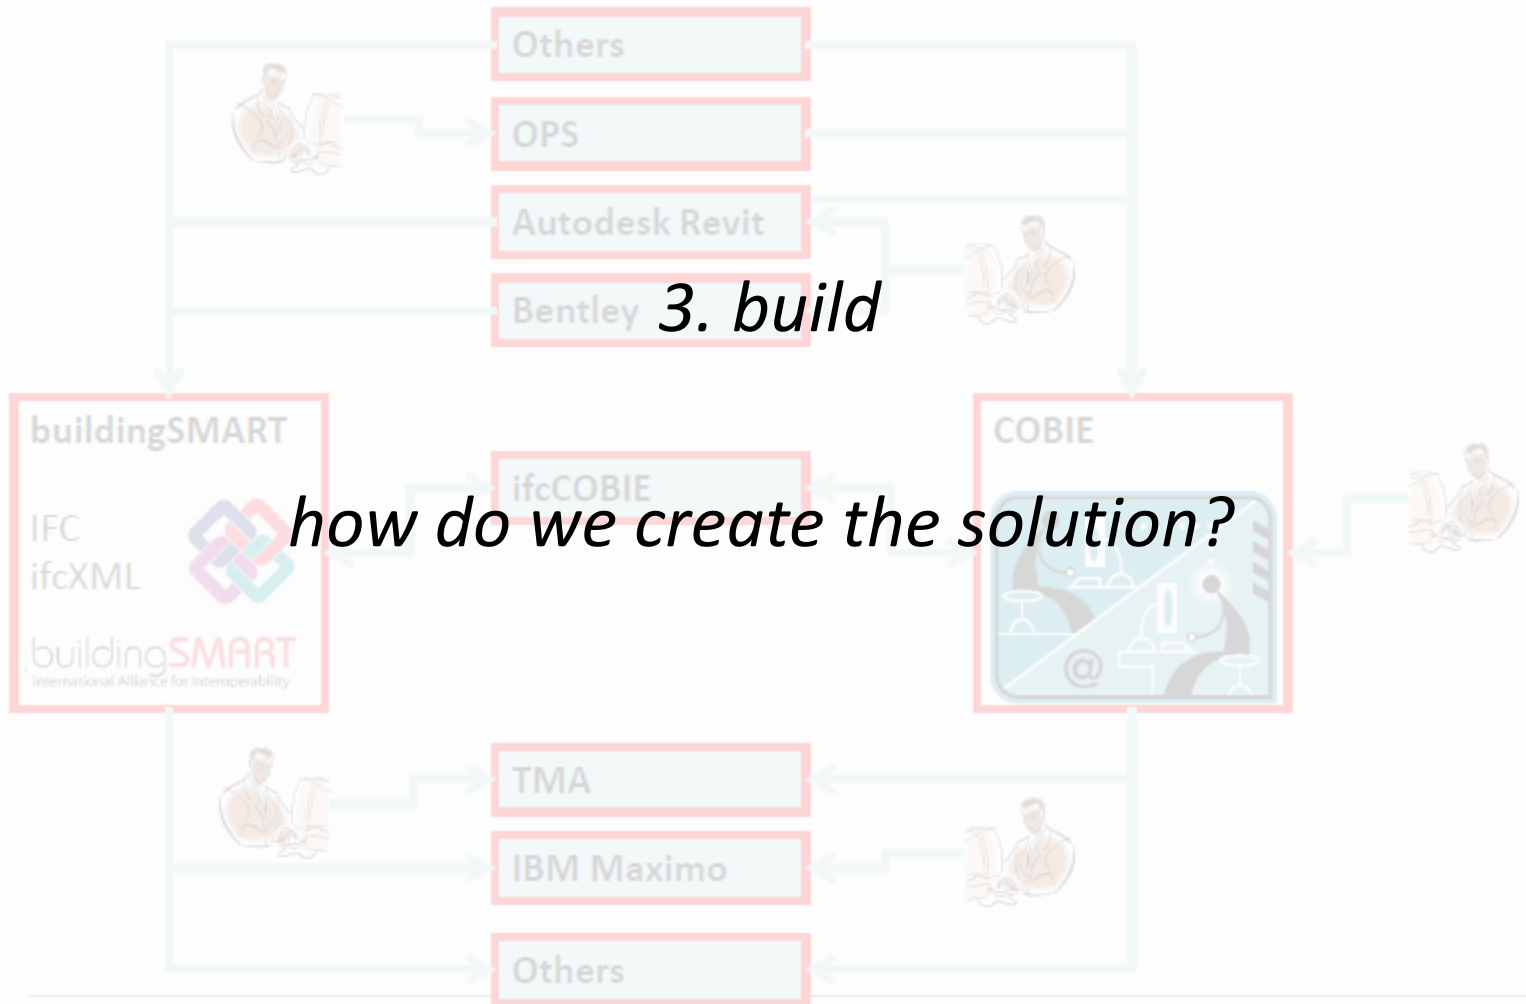 Others
OPS
Autodesk Revit
Bentley
3. build
buildingSMART
IFC
ifcXML
buildingSMART
International Alliance for Interoperability
ifcCOBIE
how do we create the solution?
COBIE
@
TMA
IBM Maximo
Others